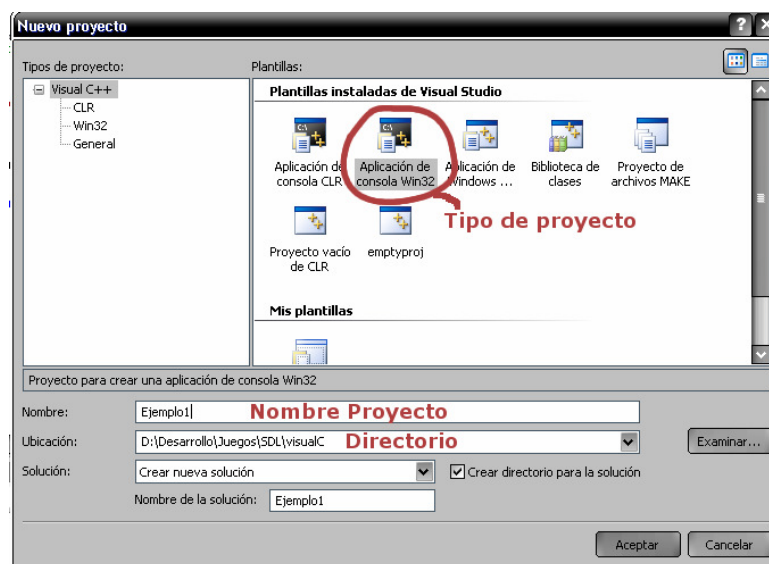 Nuevo proyecto
Tipos de proyecto:
Plantillas:
Visual C++
CLR
Win32
General
Plantillas instaladas de Visual Studio
Aplicación de consola CLR
Aplicación de consola Win32
Aplicación de Windows ...
Biblioteca de clases
Proyecto de archivos MAKE
Tipo de proyecto
Proyecto vacío de CLR
emptyproj
Mis plantillas
Proyecto para crear una aplicación de consola Win32
Nombre: Ejemplo1 Nombre Proyecto
Ubicación: D:\Desarrollo\Juegos\SDL\visualC Directorio Examinar...
Solución: Crear nueva solución Crear directorio para la solución
Nombre de la solución: Ejemplo1
Aceptar Cancelar